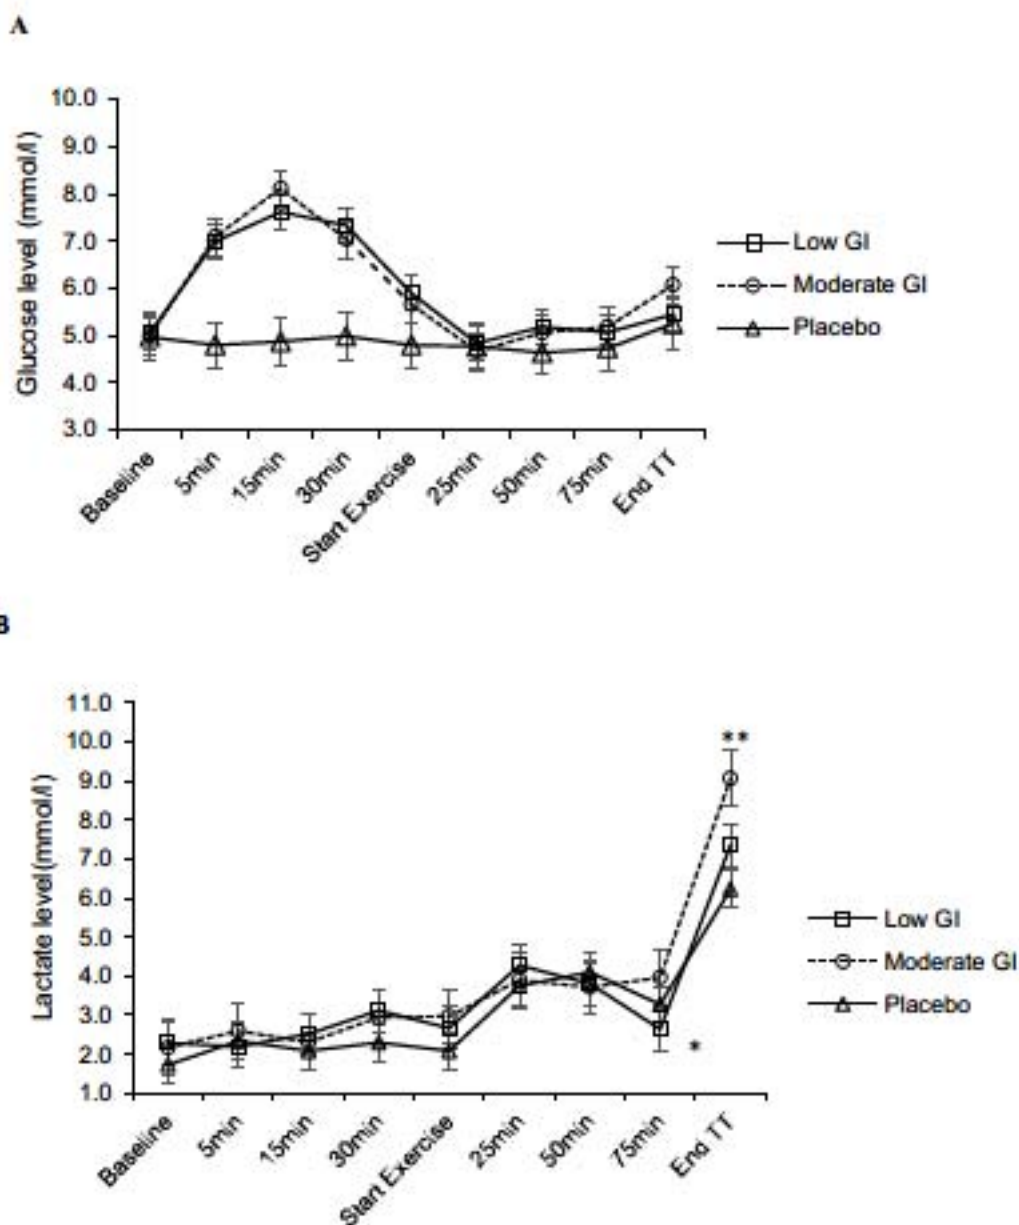 A
10.0
9.0
8.0
7.0
6.0
5.0
4.0
3.0
Glucose level (mmol/l)
Low GI
Moderate GI
Placebo
Baseline
5min
15min
30min
Start Exercise
25min
50min
75min
End TT
B
11.0
10.0
9.0
8.0
7.0
6.0
5.0
4.0
3.0
2.0
1.0
Lactate level(mmol/l)
**
*
Low GI
Moderate GI
Placebo
Baseline
5min
15min
30min
Start Exercise
25min
50min
75min
End TT